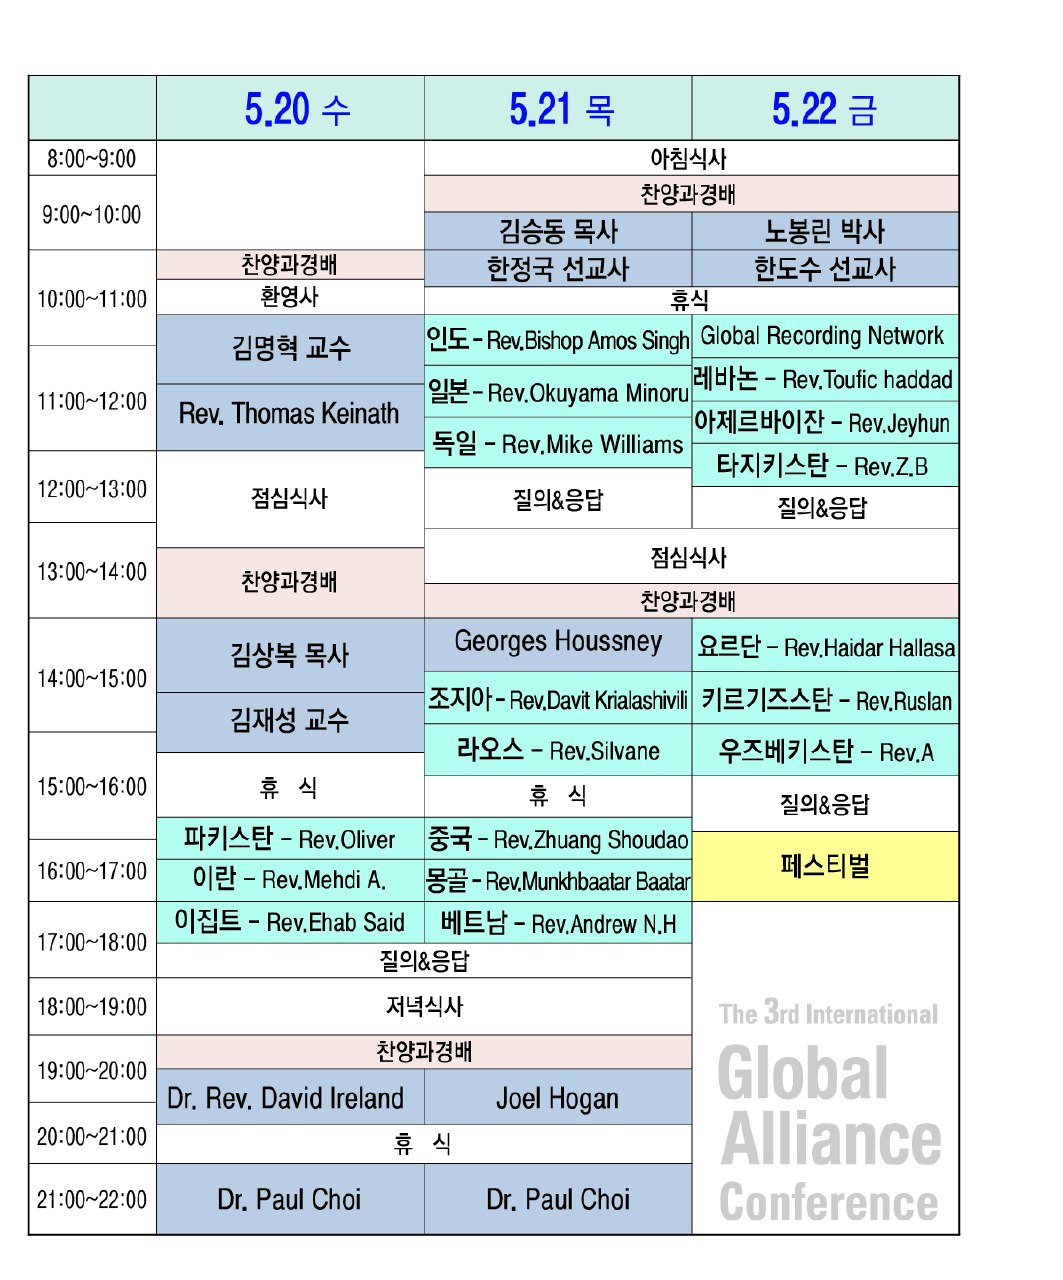 5.20 수 5.21 목 5.22 금
8:00~9:00 아침식사
찬양과경배
9:00~10:00
김승동 목사 노봉린 박사
찬양과경배 한정국 선교사 한도수 선교사
10:00~11:00 환영사 휴식
김명혁 교수 인도 – Rev.Bishop Amos Singh Global Recording Network
일본 – Rev.Okuyama Minoru 레바논 – Rev.Toufic haddad
11:00~12:00 Rev. Thomas Keinath 아제르바이잔 – Rev.Jeyhun
독일 – Rev.Mike Williams 타지키스탄 – Rev.Z.B
12:00~13:00 점심식사 질의&응답 질의&응답
점심식사
13:00~14:00 찬양과경배
찬양과경배
김상복 목사 Georges Houssney 요르단 – Rev.Haidar Hallasa
14:00~15:00
김재성 교수 조지아 – Rev.Davit Krialashivili 키르기즈스탄 – Rev.Ruslan
라오스 – Rev.Silvane 우즈베키스탄 – Rev.A
15:00~16:00 휴 식 휴 식 질의&응답
파키스탄 – Rev.Oliver 중국 – Rev.Zhuang Shoudao
16:00~17:00 이란 – Rev.Mehdi A. 몽골 – Rev.Munkhbaatar Baatar 페스티벌
이집트 – Rev.Ehab Said 베트남 – Rev.Andrew N.H
17:00~18:00
질의&응답
18:00~19:00 저녁식사
찬양과경배
19:00~20:00
Dr. Rev. David Ireland Joel Hogan
20:00~21:00 휴 식
21:00~22:00 Dr. Paul Choi Dr. Paul Choi
The 3rd International
Global
Alliance
Conference